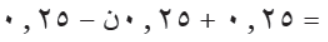 ٠,٢٥ − ن٠,٢٥ + ٠,٢٥ =